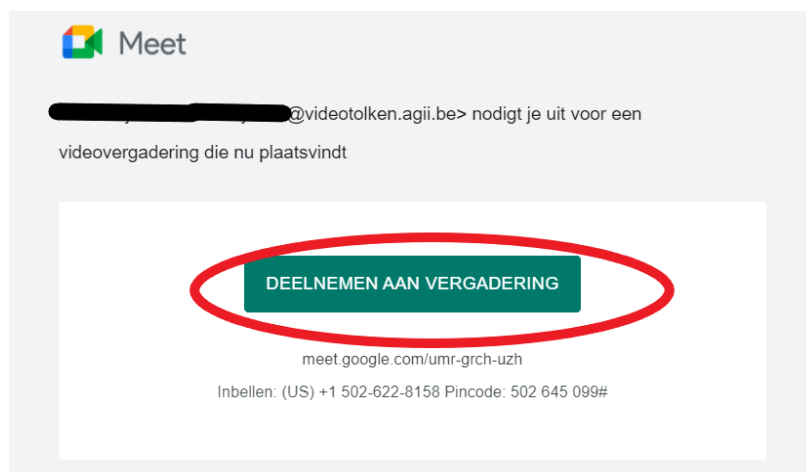 Meet
@videotolken.agii.be> nodigt je uit voor een
videovergadering die nu plaatsvindt
DEELNEMEN AAN VERGADERING
meet.google.com/umr-grch-uzh
Inbellen: (US) +1 502-622-8158 Pincode: 502 645 099#